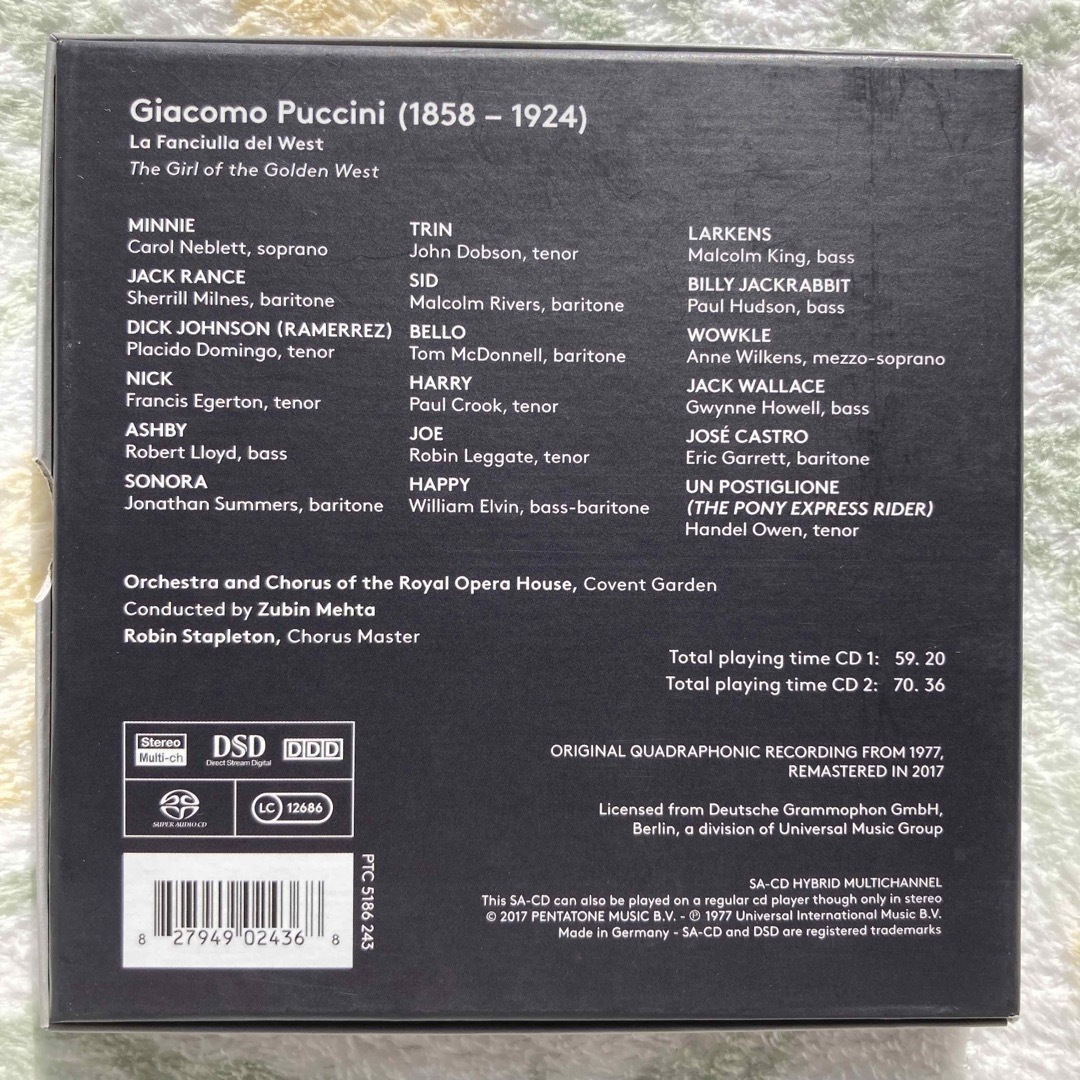 Giacomo Puccini (1858 – 1924)
La Fanciulla del West
The Girl of the Golden West
MINNIE
Carol Neblett, soprano
JACK RANCE
Sherrill Milnes, baritone
DICK JOHNSON (RAMERREZ)
Placido Domingo, tenor
NICK
Francis Egerton, tenor
ASHBY
Robert Lloyd, bass
SONORA
Jonathan Summers, baritone
TRIN
John Dobson, tenor
SID
Malcolm Rivers, baritone
BELLO
Tom McDonnell, baritone
HARRY
Paul Crook, tenor
JOE
Robin Leggate, tenor
HAPPY
William Elvin, bass-baritone
LARKENS
Malcolm King, bass
BILLY JACKRABBIT
Paul Hudson, bass
WOWKLE
Anne Wilkens, mezzo-soprano
JACK WALLACE
Gwynne Howell, bass
JOSÉ CASTRO
Eric Garrett, baritone
UN POSTIGLIONE
(THE PONY EXPRESS RIDER)
Handel Owen, tenor
Orchestra and Chorus of the Royal Opera House, Covent Garden
Conducted by Zubin Mehta
Robin Stapleton, Chorus Master
Total playing time CD 1: 59. 20
Total playing time CD 2: 70. 36
Stereo
Multi-ch
DSD
Direct Stream Digital
DDD
SUPER AUDIO CD
LC 12686
ORIGINAL QUADRAPHONIC RECORDING FROM 1977,
REMASTERED IN 2017
Licensed from Deutsche Grammophon GmbH,
Berlin, a division of Universal Music Group
SA-CD HYBRID MULTICHANNEL
This SA-CD can also be played on a regular cd player though only in stereo
© 2017 PENTATONE MUSIC B.V. - ℗ 1977 Universal International Music B.V.
Made in Germany - SA-CD and DSD are registered trademarks
PTC 5186 243
8 27949 02436 8